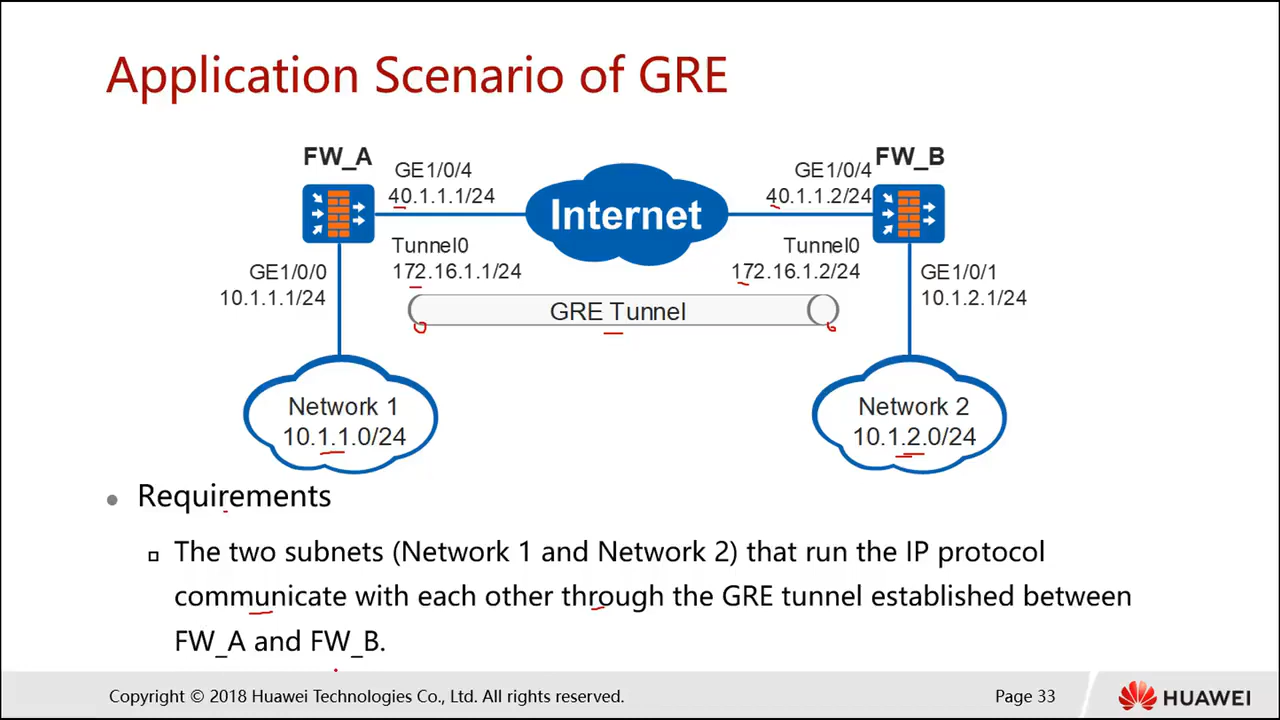 Application Scenario of GRE
FW_A
FW_B
GE1/0/4
40.1.1.1/24
GE1/0/4
40.1.1.2/24
Internet
Tunnel0
172.16.1.1/24
Tunnel0
172.16.1.2/24
GE1/0/0
10.1.1.1/24
GE1/0/1
10.1.2.1/24
GRE Tunnel
Network 1
10.1.1.0/24
Network 2
10.1.2.0/24
Requirements
The two subnets (Network 1 and Network 2) that run the IP protocol
communicate with each other through the GRE tunnel established between
FW_A and FW_B.
Copyright © 2018 Huawei Technologies Co., Ltd. All rights reserved.
Page 33
HUAWEI